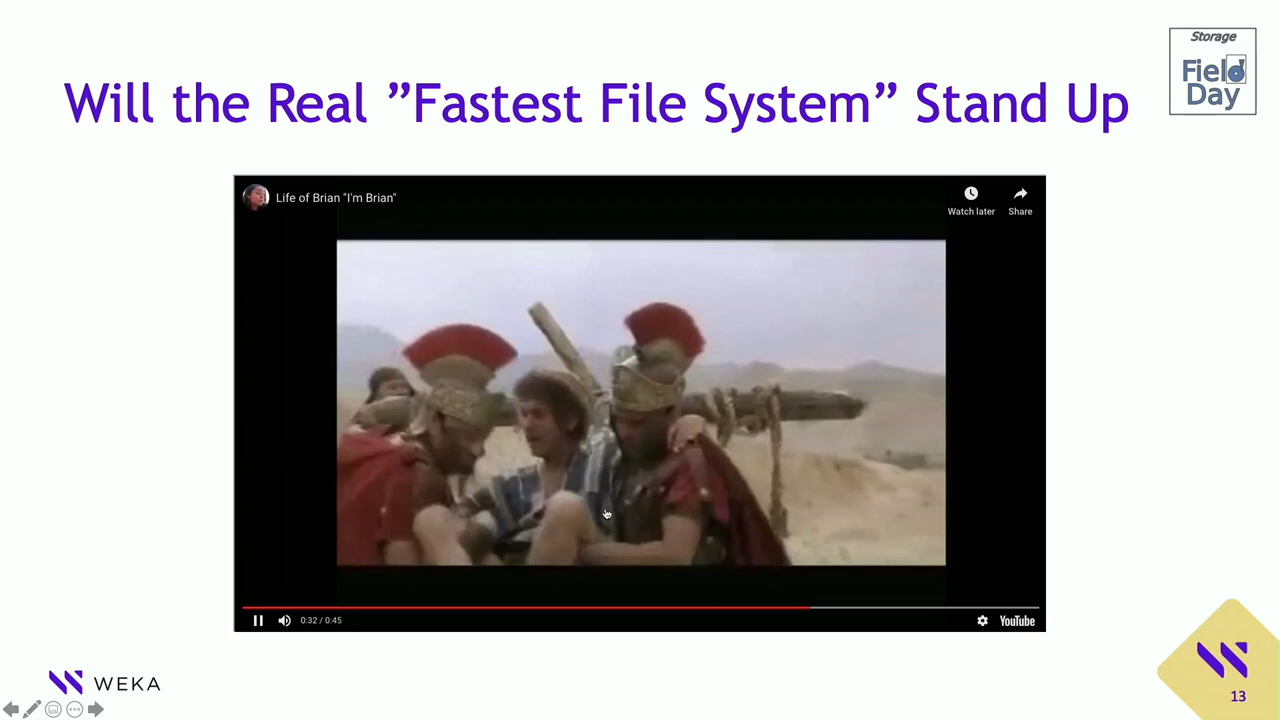 Storage
Field
Day
Will the Real ”Fastest File System” Stand Up
Life of Brian "I'm Brian"
Watch later
Share
0:32 / 0:45
YouTube
WEKA
13